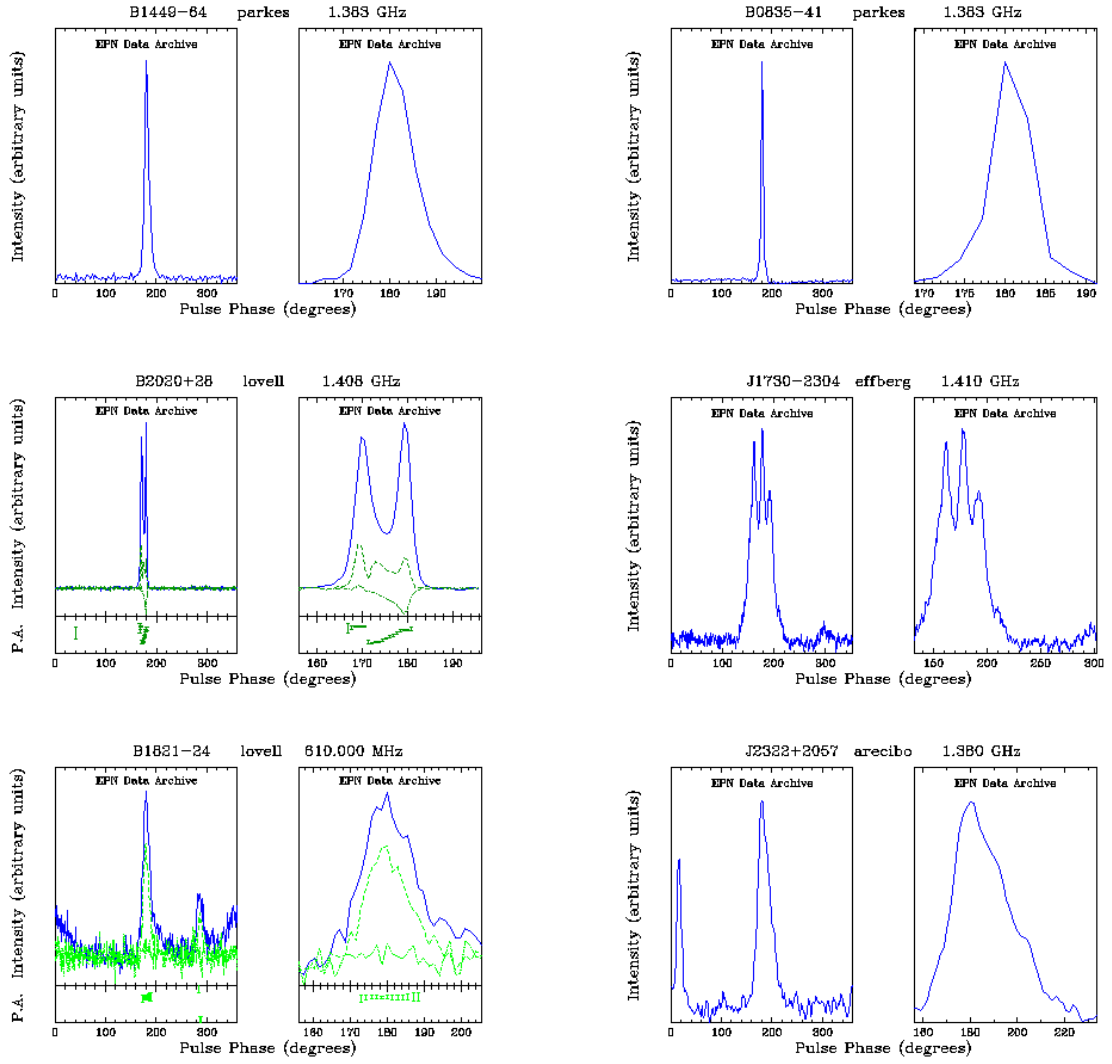 B1449−64 parkes 1.383 GHz
EPN Data Archive
EPN Data Archive
Intensity (arbitrary units)
0 100 200 300
170 180 190
Pulse Phase (degrees)
B0835−41 parkes 1.383 GHz
EPN Data Archive
EPN Data Archive
Intensity (arbitrary units)
0 100 200 300
170 175 180 185 190
Pulse Phase (degrees)
B2020+28 lovell 1.408 GHz
EPN Data Archive
EPN Data Archive
Intensity (arbitrary units)
P.A.
0 100 200 300
160 170 180 190
Pulse Phase (degrees)
J1730−2304 effberg 1.410 GHz
EPN Data Archive
EPN Data Archive
Intensity (arbitrary units)
0 100 200 300
150 200 250 300
Pulse Phase (degrees)
B1821−24 lovell 610.000 MHz
EPN Data Archive
EPN Data Archive
Intensity (arbitrary units)
P.A.
0 100 200 300
160 170 180 190 200
Pulse Phase (degrees)
J2322+2057 arecibo 1.380 GHz
EPN Data Archive
EPN Data Archive
Intensity (arbitrary units)
0 100 200 300
160 180 200 220
Pulse Phase (degrees)